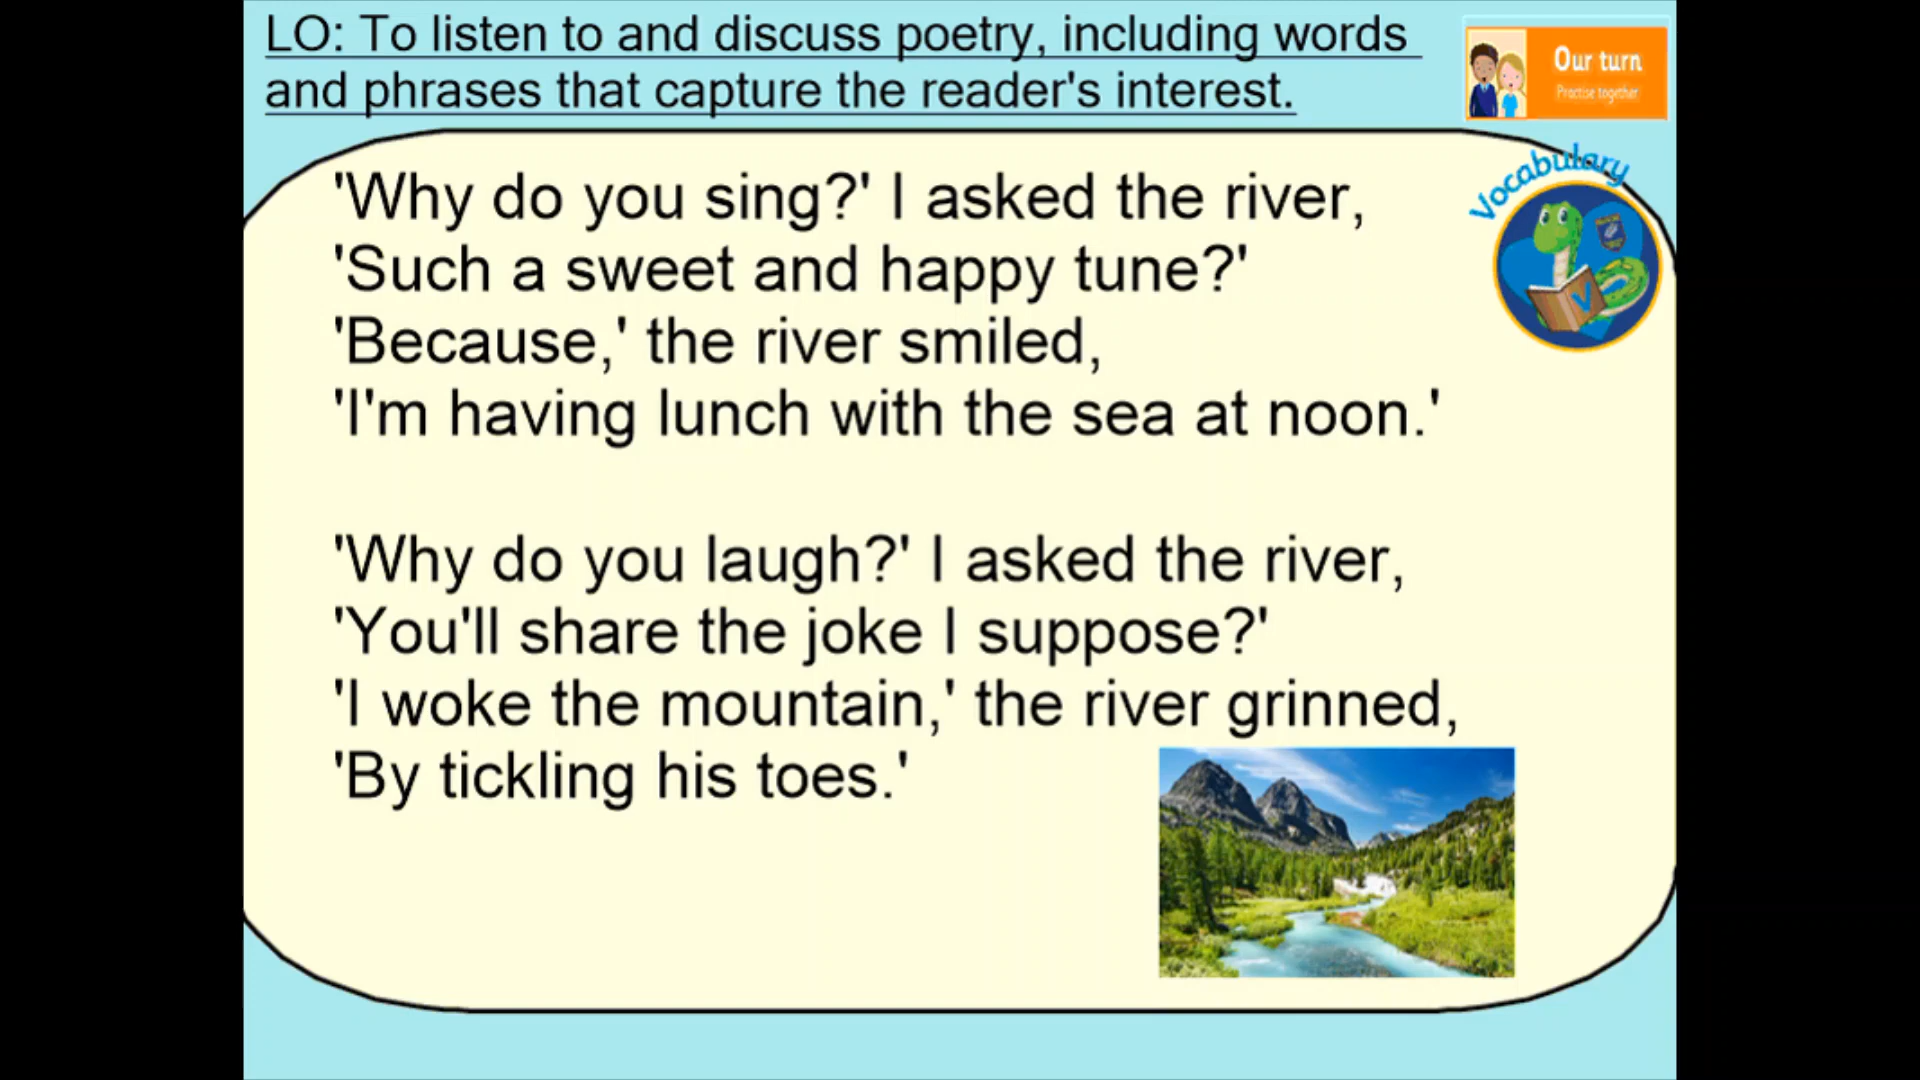 LO: To listen to and discuss poetry, including words
and phrases that capture the reader's interest.
Our turn
Practise together
Vocabulary
'Why do you sing?' I asked the river,
'Such a sweet and happy tune?'
'Because,' the river smiled,
'I'm having lunch with the sea at noon.'
'Why do you laugh?' I asked the river,
'You'll share the joke I suppose?'
'I woke the mountain,' the river grinned,
'By tickling his toes.'
V